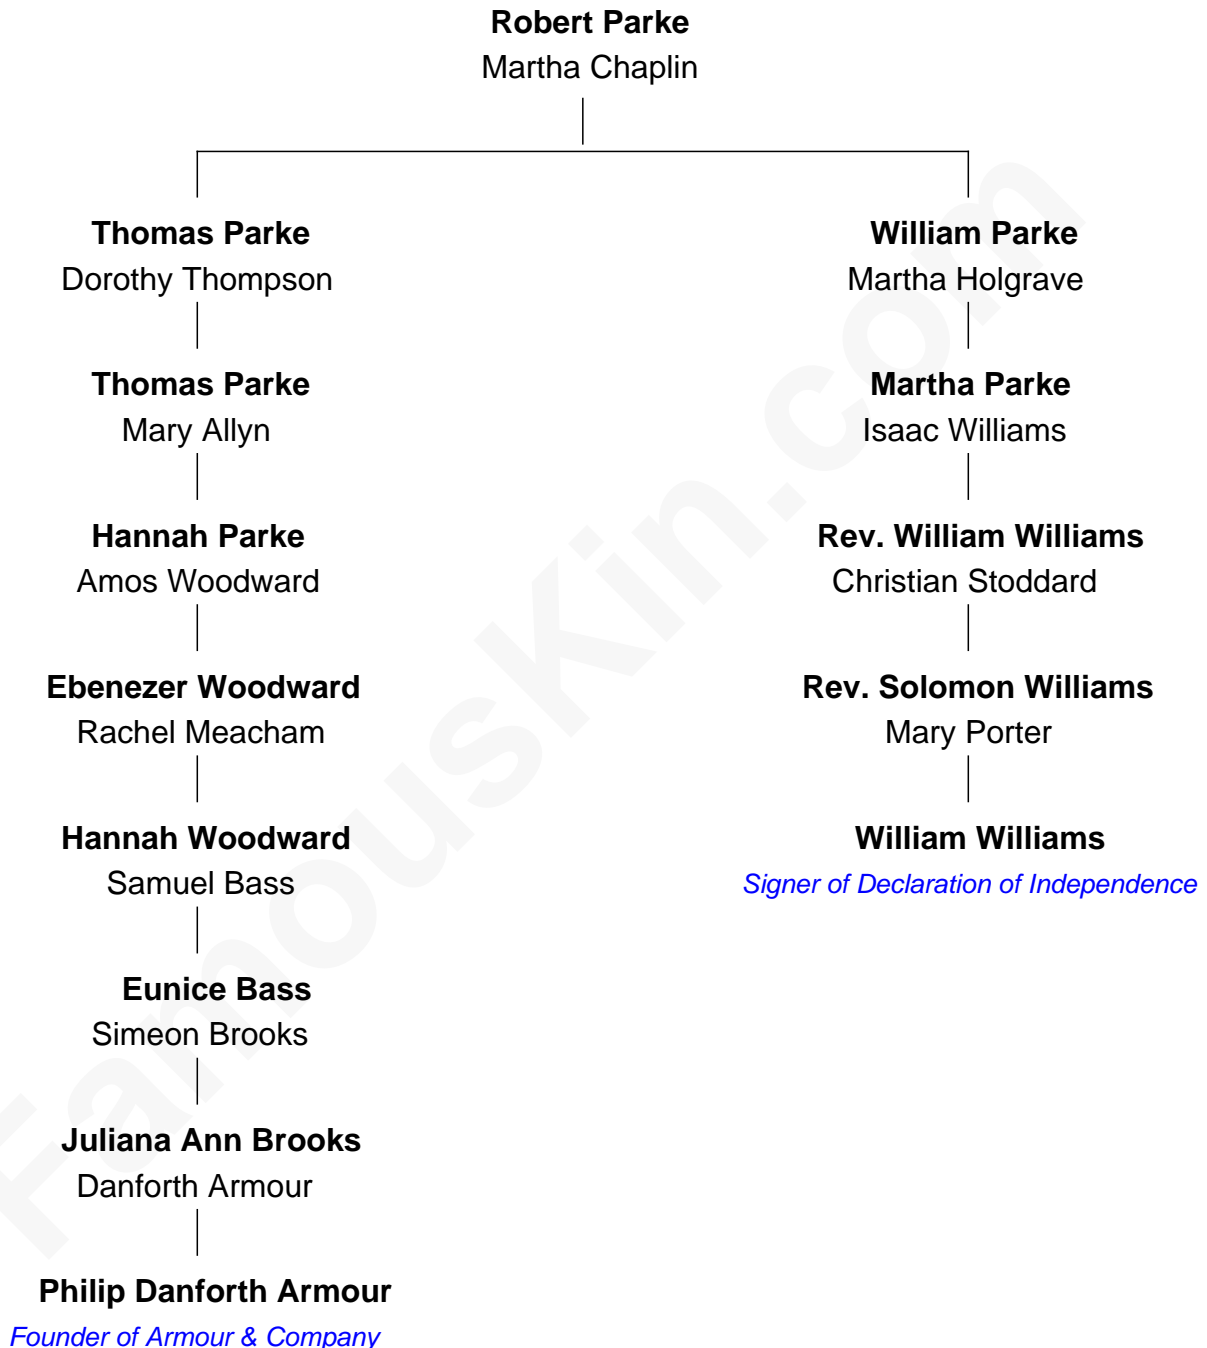 Robert Parke
Martha Chaplin
Thomas Parke
Dorothy Thompson
William Parke
Martha Holgrave
Thomas Parke
Mary Allyn
Martha Parke
Isaac Williams
Hannah Parke
Amos Woodward
Rev. William Williams
Christian Stoddard
Ebenezer Woodward
Rachel Meacham
Rev. Solomon Williams
Mary Porter
Hannah Woodward
Samuel Bass
William Williams
Signer of Declaration of Independence
Eunice Bass
Simeon Brooks
Juliana Ann Brooks
Danforth Armour
Philip Danforth Armour
Founder of Armour & Company
FamousKin.com